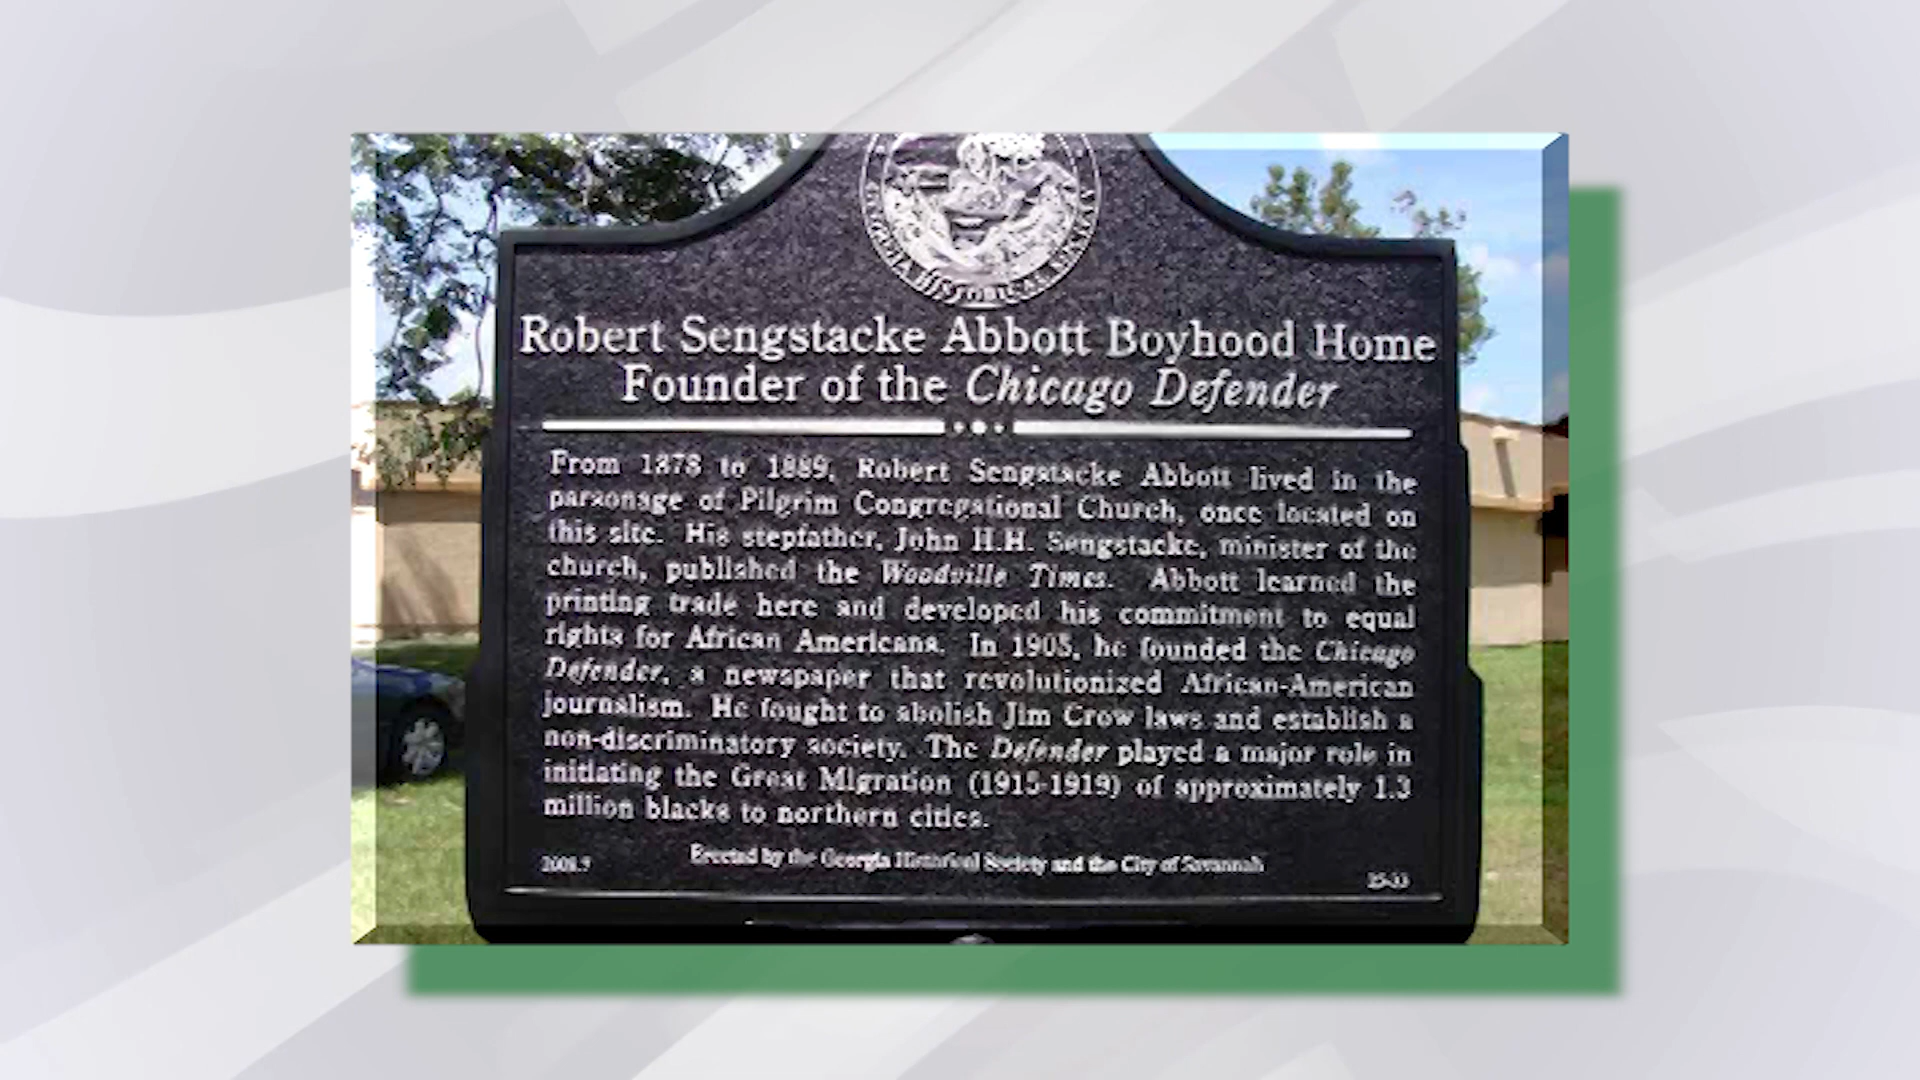 GEORGIA HISTORICAL
Robert Sengstacke Abbott Boyhood Home
Founder of the Chicago Defender
From 1878 to 1889, Robert Sengstacke Abbott lived in the
parsonage of Pilgrim Congregational Church, once located on
this site. His stepfather, John H.H. Sengstacke, minister of the
church, published the Woodville Times. Abbott learned the
printing trade here and developed his commitment to equal
rights for African Americans. In 1905, he founded the Chicago
Defender, a newspaper that revolutionized African-American
journalism. He fought to abolish Jim Crow laws and establish a
non-discriminatory society. The Defender played a major role in
initiating the Great Migration (1915-1919) of approximately 1.3
million blacks to northern cities.
Erected by the Georgia Historical Society and the City of Savannah
25-33